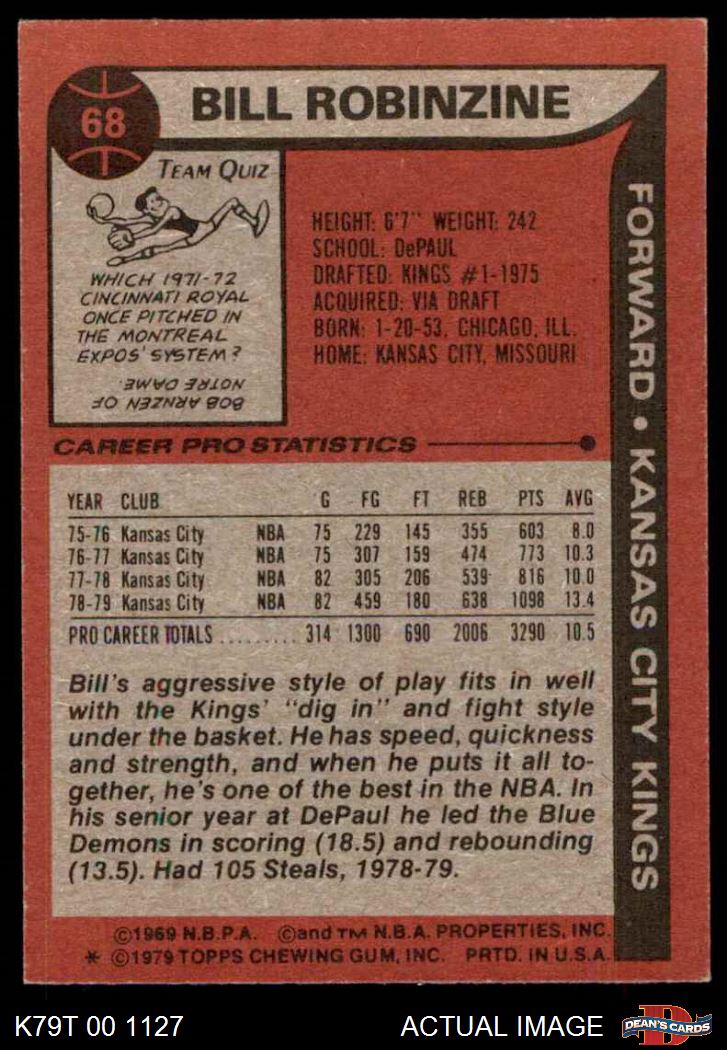 68
BILL ROBINZINE
TEAM QUIZ
WHICH 1971-72
CINCINNATI ROYAL
ONCE PITCHED IN
THE MONTREAL
EXPOS' SYSTEM?
BOB ARNZEN OF
NOTRE DAME.
HEIGHT: 6'7" WEIGHT: 242
SCHOOL: DePAUL
DRAFTED: KINGS #1-1975
ACQUIRED: VIA DRAFT
BORN: 1-20-53, CHICAGO, ILL.
HOME: KANSAS CITY, MISSOURI
FORWARD • KANSAS CITY KINGS
CAREER PRO STATISTICS
YEAR CLUB G FG FT REB PTS AVG
75-76 Kansas City NBA 75 229 145 355 603 8.0
76-77 Kansas City NBA 75 307 159 474 773 10.3
77-78 Kansas City NBA 82 305 206 539 816 10.0
78-79 Kansas City NBA 82 459 180 638 1098 13.4
PRO CAREER TOTALS ......... 314 1300 690 2006 3290 10.5
Bill's aggressive style of play fits in well
with the Kings' "dig in" and fight style
under the basket. He has speed, quickness
and strength, and when he puts it all to-
gether, he's one of the best in the NBA. In
his senior year at DePaul he led the Blue
Demons in scoring (18.5) and rebounding
(13.5). Had 105 Steals, 1978-79.
©1969 N.B.P.A. ©and TM N.B.A. PROPERTIES, INC.
* ©1979 TOPPS CHEWING GUM, INC. PRTD. IN U.S.A.
K79T 00 1127 ACTUAL IMAGE
D
DEAN'S CARDS